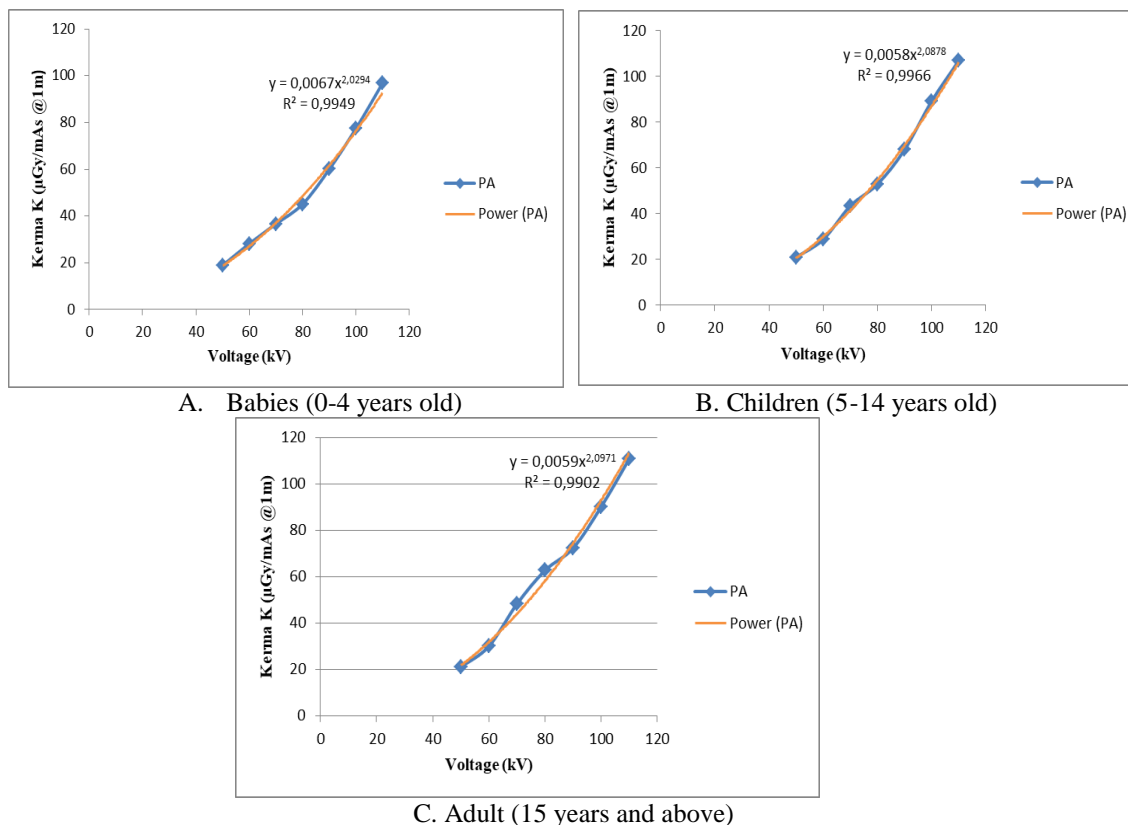 120
100
80
60
40
20
0
Kerma K (µGy/mAs @1m)
y = 0,0067x^2,0294
R² = 0,9949
PA
Power (PA)
0 20 40 60 80 100 120
Voltage (kV)
A. Babies (0-4 years old)
120
100
80
60
40
20
0
Kerma K (µGy/mAs @1m)
y = 0,0058x^2,0878
R² = 0,9966
PA
Power (PA)
0 20 40 60 80 100 120
Voltage (kV)
B. Children (5-14 years old)
120
100
80
60
40
20
0
Kerma K (µGy/mAs @1m)
y = 0,0059x^2,0971
R² = 0,9902
PA
Power (PA)
0 20 40 60 80 100 120
Voltage (kV)
C. Adult (15 years and above)